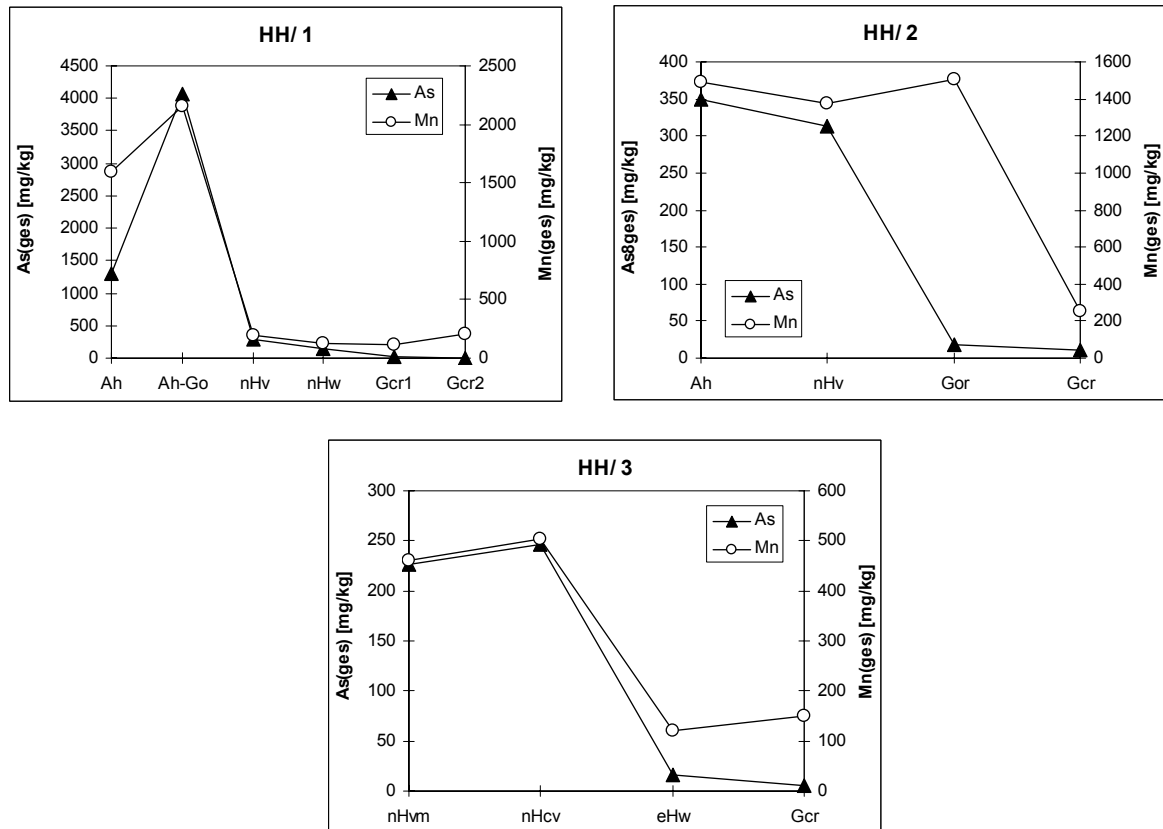 HH/ 1
As(ges) [mg/kg]
4500
4000
3500
3000
2500
2000
1500
1000
500
0
As
Mn
2500
2000
1500
1000
500
0
Mn(ges) [mg/kg]
Ah Ah-Go nHv nHw Gcr1 Gcr2
HH/ 2
As8ges) [mg/kg]
400
350
300
250
200
150
100
50
0
As
Mn
1600
1400
1200
1000
800
600
400
200
0
Mn(ges) [mg/kg]
Ah nHv Gor Gcr
HH/ 3
As(ges) [mg/kg]
300
250
200
150
100
50
0
As
Mn
600
500
400
300
200
100
0
Mn(ges) [mg/kg]
nHvm nHcv eHw Gcr